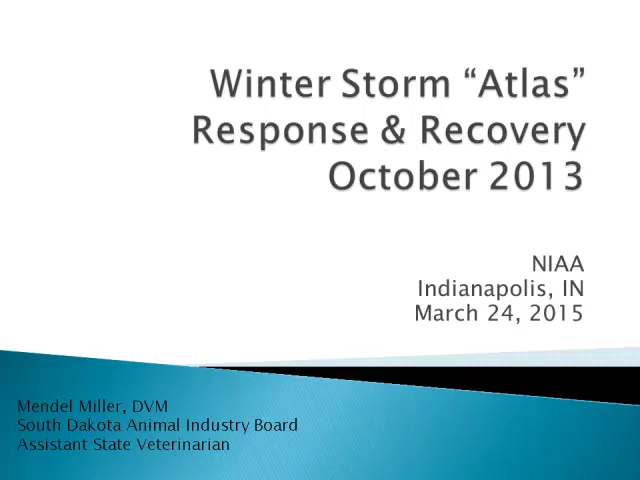 Winter Storm “Atlas”
Response & Recovery
October 2013
NIAA
Indianapolis, IN
March 24, 2015
Mendel Miller, DVM
South Dakota Animal Industry Board
Assistant State Veterinarian